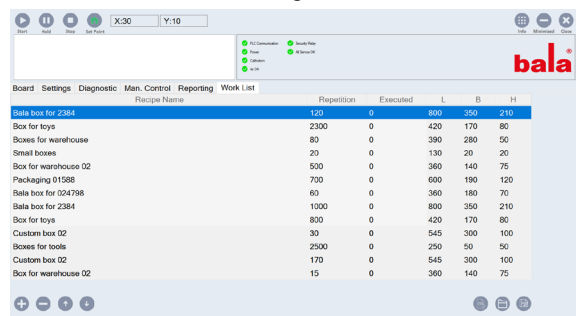 X:30 Y:10
Start Hold Stop Set Point
Info Minimized Close
PLC Communication Security Relay
Power All Servos OK
Calibration
Air OK
bala®
Board Settings Diagnostic Man. Control Reporting Work List
Recipe Name Repetition Executed L B H
Bala box for 2384 120 0 800 350 210
Box for toys 2300 0 420 170 80
Boxes for warehouse 80 0 390 280 50
Small boxes 20 0 130 20 20
Box for warehouse 02 500 0 360 140 75
Packaging 01588 700 0 600 190 120
Bala box for 024798 60 0 360 180 70
Bala box for 2384 1000 0 800 350 210
Box for toys 800 0 420 170 80
Custom box 02 30 0 545 300 100
Boxes for tools 2500 0 250 50 50
Custom box 02 170 0 545 300 100
Box for warehouse 02 15 0 360 140 75